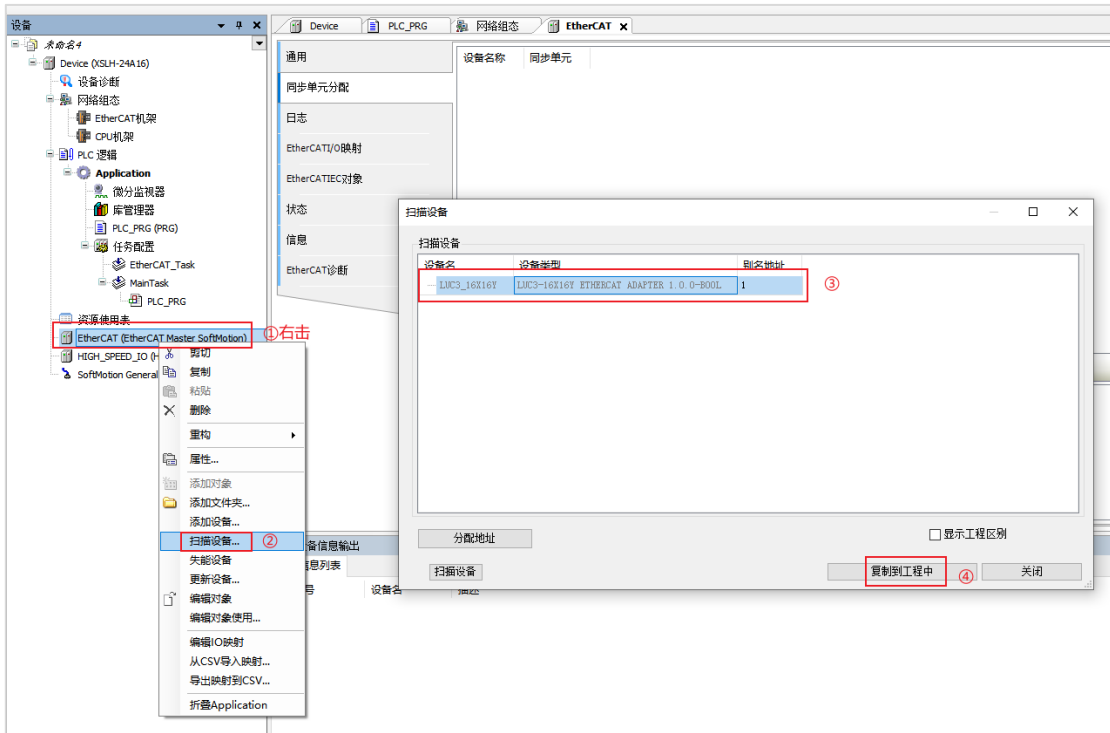 设备
未命名4
Device (XSLH-24A16)
设备诊断
网络组态
EtherCAT机架
CPU机架
PLC 逻辑
Application
微分监视器
库管理器
PLC_PRG (PRG)
任务配置
EtherCAT_Task
MainTask
PLC_PRG
资源使用表
EtherCAT (EtherCAT Master SoftMotion)
①右击
HIGH_SPEED_IO (H
SoftMotion General
剪切
复制
粘贴
删除
重构
属性...
添加对象
添加文件夹...
添加设备...
扫描设备... ②
失能设备
更新设备...
编辑对象
编辑对象使用...
编辑IO映射
从CSV导入映射...
导出映射到CSV...
折叠Application
Device PLC_PRG 网络组态 EtherCAT
通用
同步单元分配
日志
EtherCATI/O映射
EtherCATIEC对象
状态
信息
EtherCAT诊断
设备名称 同步单元
扫描设备
扫描设备
设备名 设备类型 别名地址
LUC3_16X16Y LUC3-16X16Y ETHERCAT ADAPTER 1.0.0-BOOL 1 ③
分配地址 显示工程区别
扫描设备 复制到工程中 ④ 关闭
备信息输出
息列表
号 设备名 描述